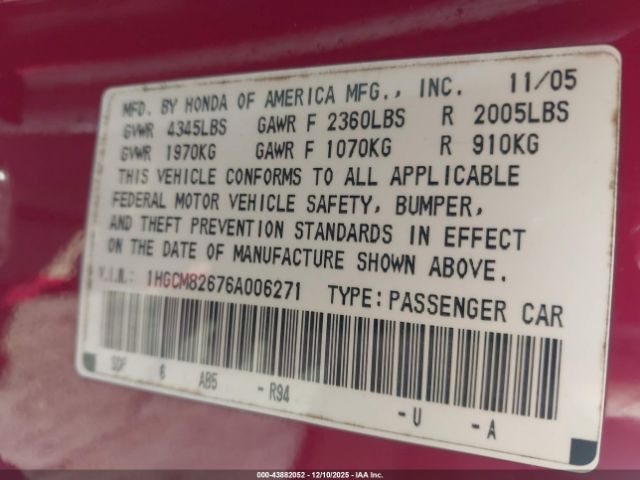 MFD. BY HONDA OF AMERICA MFG., INC. 11/05
GVWR 4345LBS GAWR F 2360LBS R 2005LBS
GVWR 1970KG GAWR F 1070KG R 910KG
THIS VEHICLE CONFORMS TO ALL APPLICABLE
FEDERAL MOTOR VEHICLE SAFETY, BUMPER,
AND THEFT PREVENTION STANDARDS IN EFFECT
ON THE DATE OF MANUFACTURE SHOWN ABOVE.
V.I.N.: 1HGCM82676A006271 TYPE:PASSENGER CAR
SDP 6 AB5 -R94 -U -A
000-43882052 - 12/10/2025 - IAA Inc.